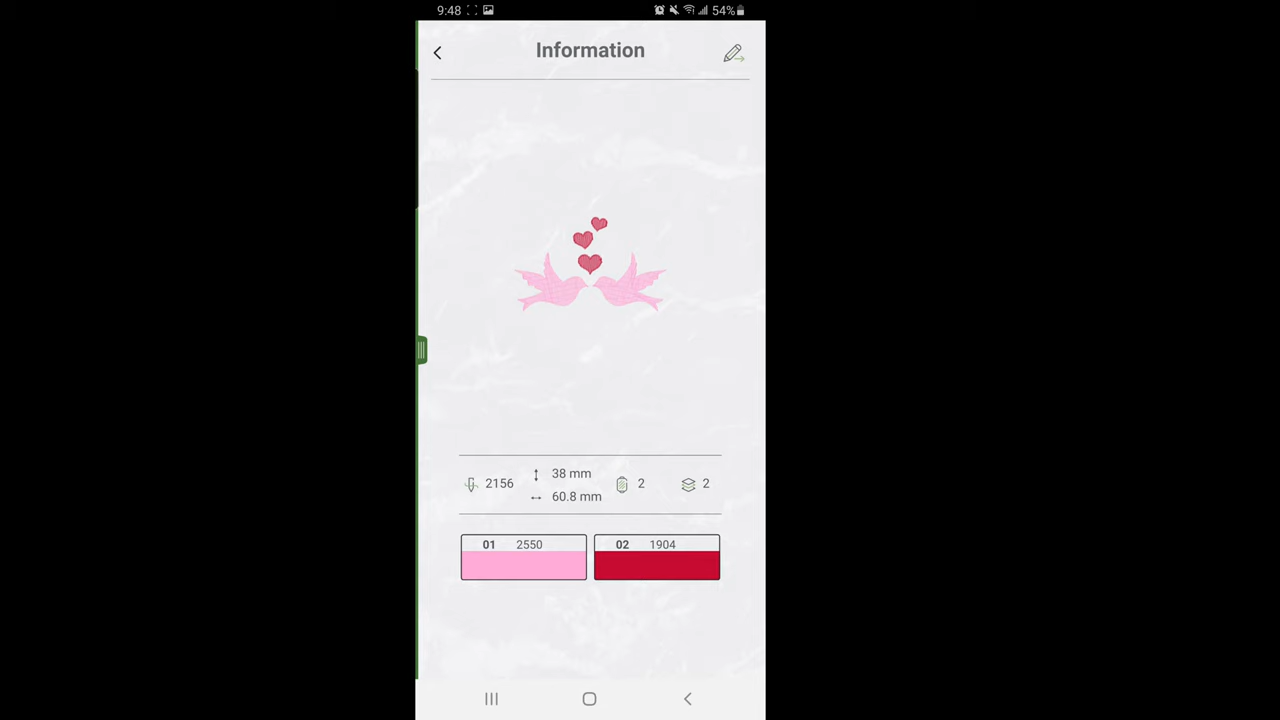 9:48 54%
Information
2156 38 mm 2 2
60.8 mm
01 2550 02 1904